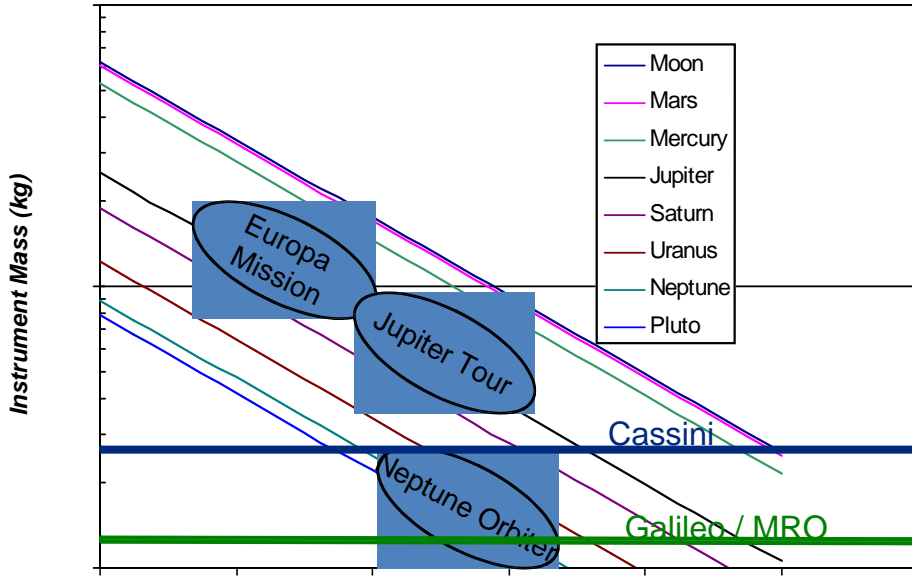 Instrument Mass (kg)
Moon
Mars
Mercury
Jupiter
Saturn
Uranus
Neptune
Pluto
Europa
Mission
Jupiter Tour
Cassini
Neptune Orbiter
Galileo / MRO